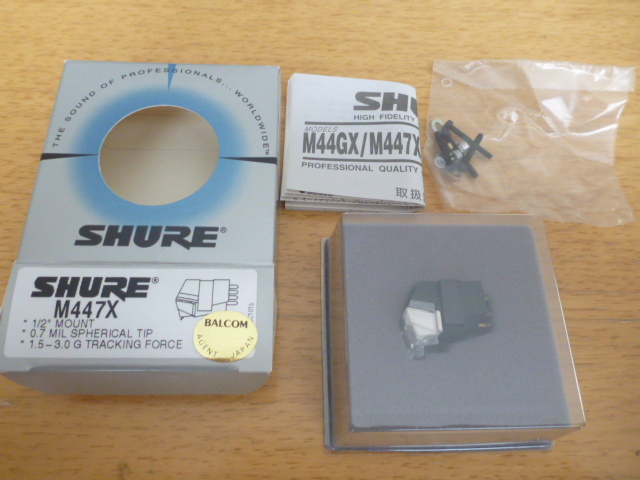 THE SOUND OF PROFESSIONALS... WORLDWIDE™
SHURE®
SHURE®
M447X
* 1/2" MOUNT
* 0.7 MIL SPHERICAL TIP
* 1.5–3.0 G TRACKING FORCE
BALCOM
AGENT JAPAN
SHU
HIGH FIDELITY
MODELS
M44GX/M447X
PROFESSIONAL QUALITY
取扱